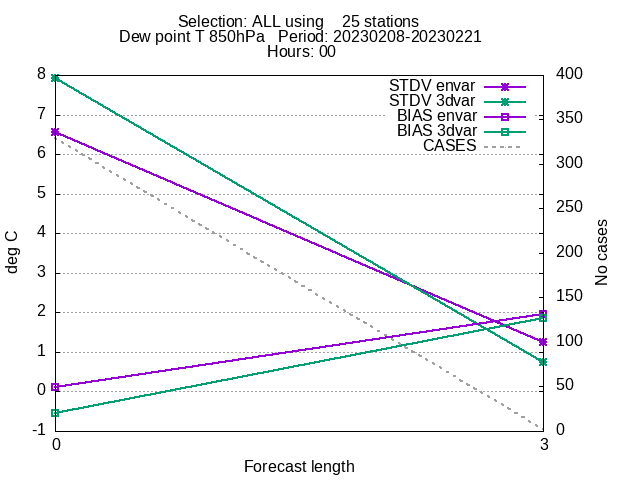 Selection: ALL using    25 stations
Dew point T 850hPa   Period: 20230208-20230221
Hours: 00
STDV envar
STDV 3dvar
BIAS envar
BIAS 3dvar
CASES
8
7
6
5
4
3
2
1
0
-1
400
350
300
250
200
150
100
50
0
deg C
No cases
0
3
Forecast length